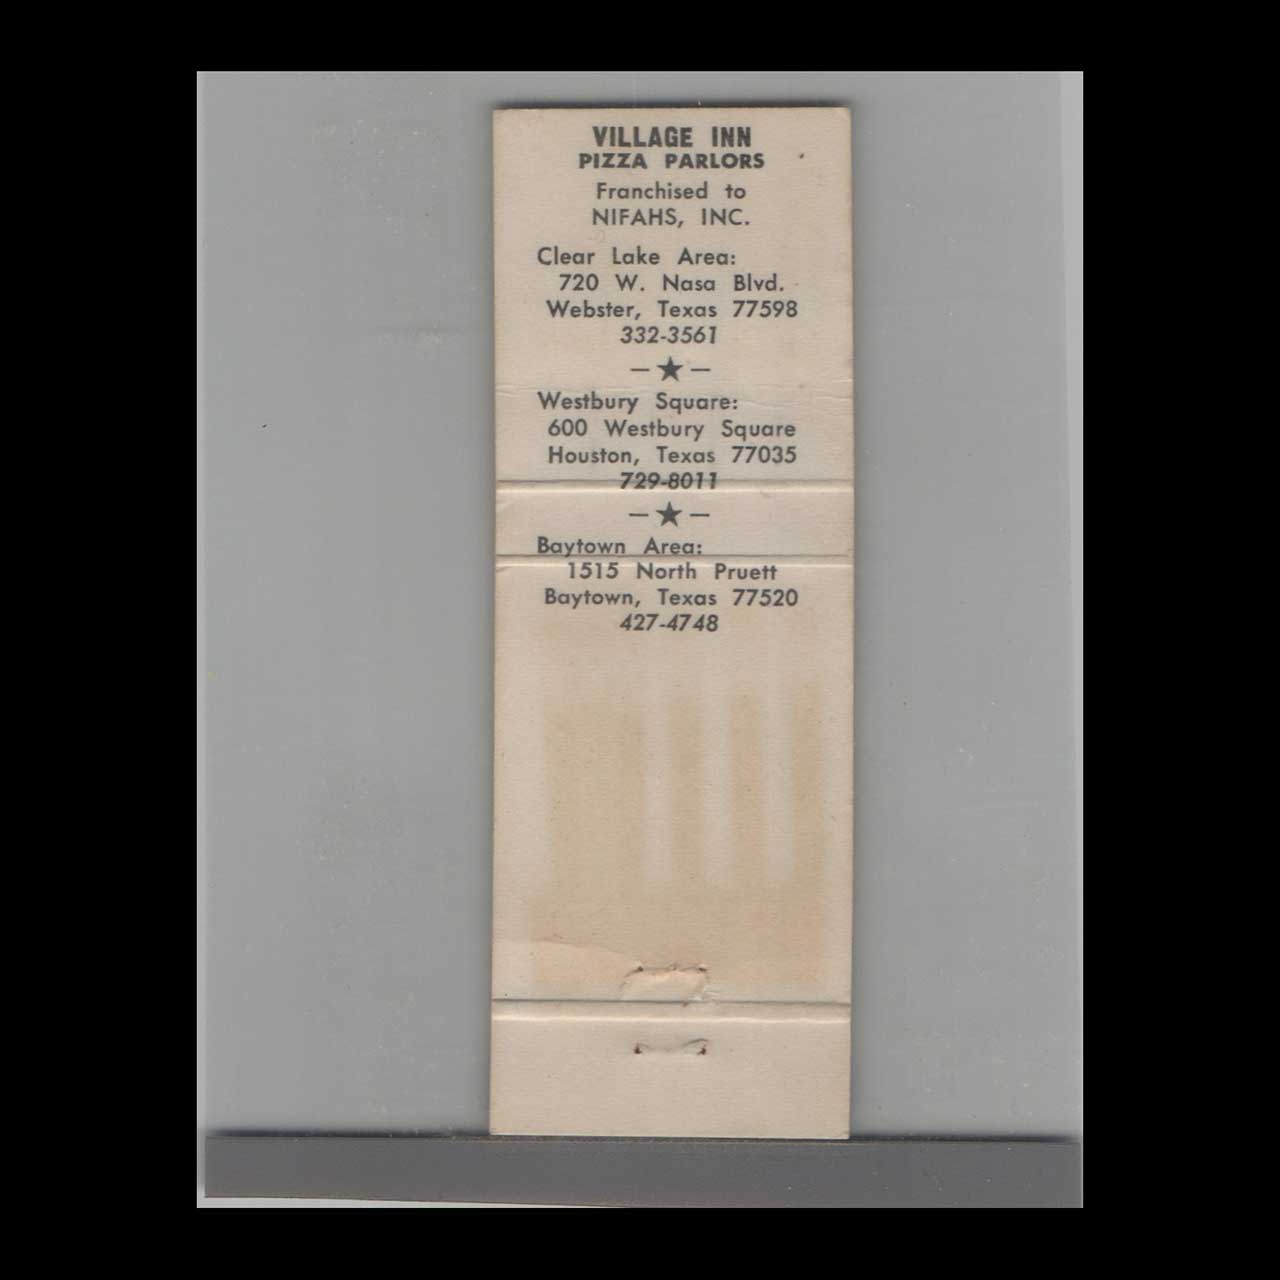 VILLAGE INN
PIZZA PARLORS
Franchised to
NIFAHS, INC.
Clear Lake Area:
720 W. Nasa Blvd.
Webster, Texas 77598
332-3561
—★—
Westbury Square:
600 Westbury Square
Houston, Texas 77035
729-8011
—★—
Baytown Area:
1515 North Pruett
Baytown, Texas 77520
427-4748